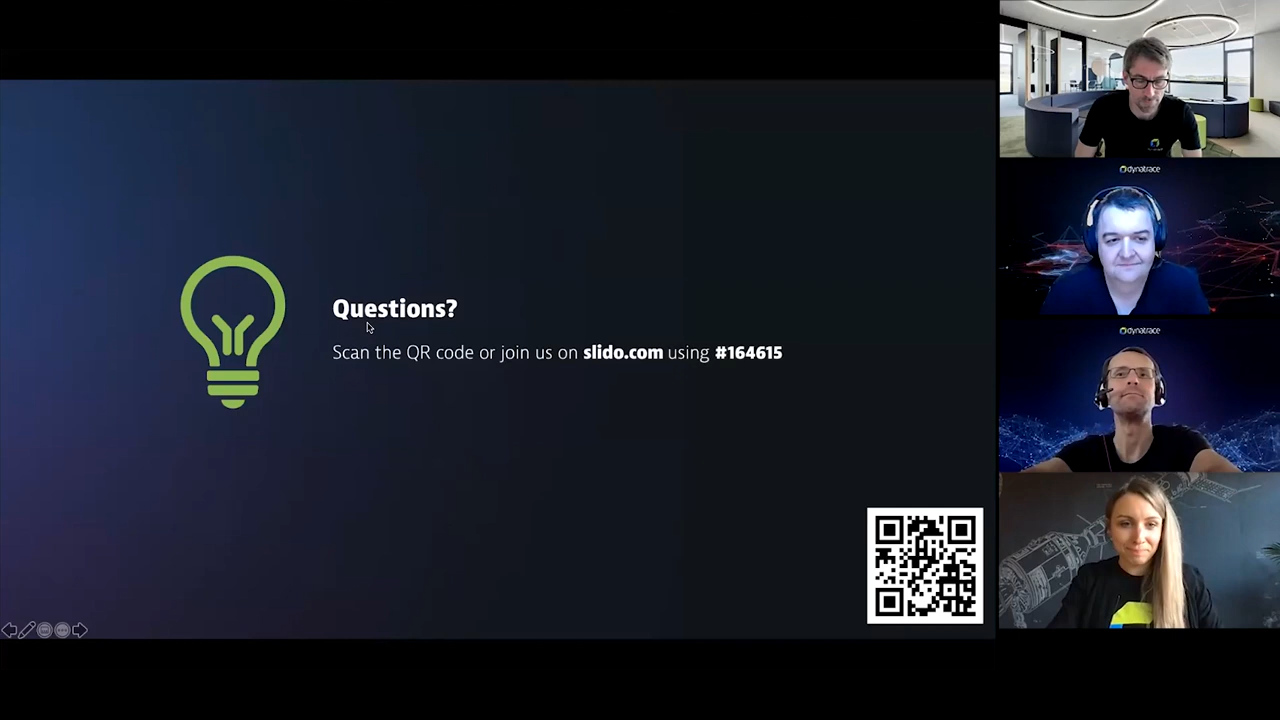 Questions?
Scan the QR code or join us on slido.com using #164615
dynatrace
dynatrace